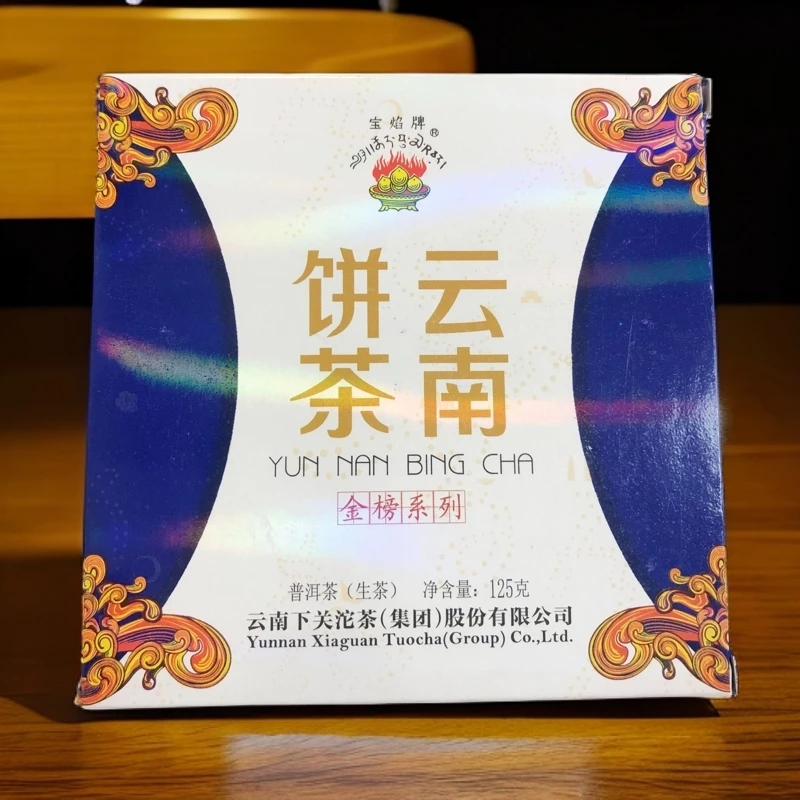 宝焰牌®
云南
饼茶
YUN NAN BING CHA
金榜系列
普洱茶（生茶） 净含量：125克
云南下关沱茶(集团)股份有限公司
Yunnan Xiaguan Tuocha(Group) Co.,Ltd.